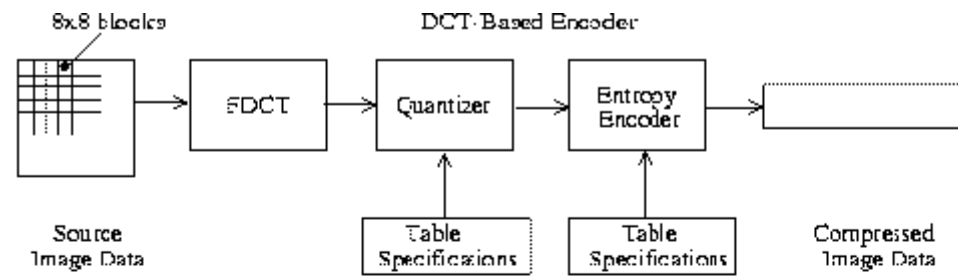 8x8 blocks
DCT-Based Encoder
FDCT
Quantizer
Entropy
Encoder
Source
Image Data
Table
Specifications
Table
Specifications
Compressed
Image Data